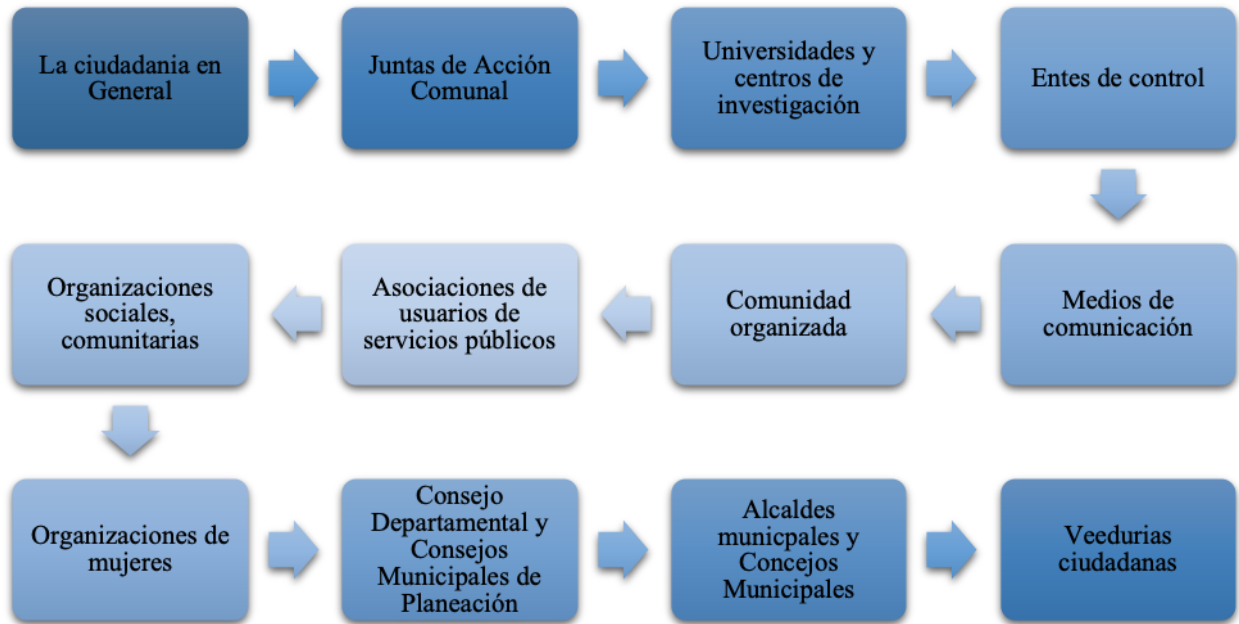 La ciudadania en
General
Juntas de Acción
Comunal
Universidades y
centros de
investigación
Entes de control
Medios de
comunicación
Comunidad
organizada
Asociaciones de
usuarios de
servicios públicos
Organizaciones
sociales,
comunitarias
Organizaciones de
mujeres
Consejo
Departamental y
Consejos
Municipales de
Planeación
Alcaldes
municpales y
Concejos
Municipales
Veedurias
ciudadanas